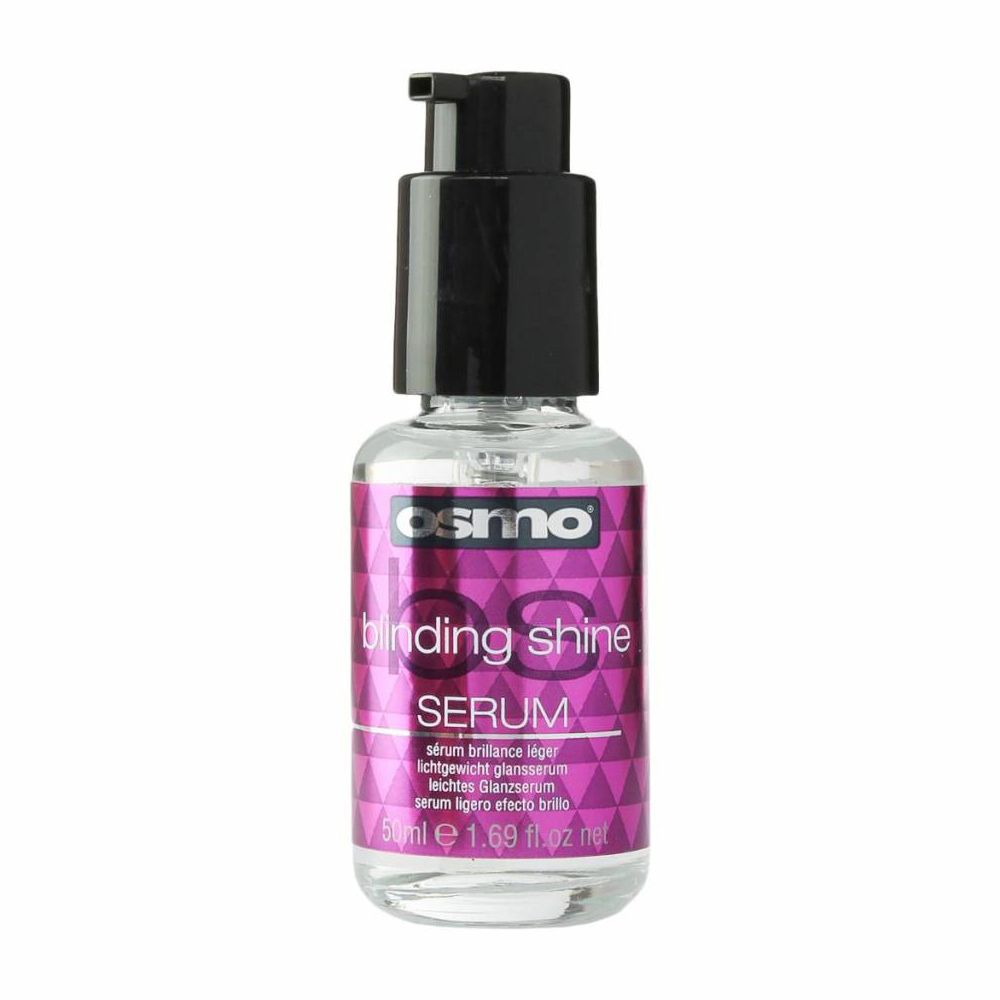 osmo®
bs
blinding shine
SERUM
sérum brillance léger
lichtgewicht glansserum
leichtes Glanzserum
serum ligero efecto brillo
50ml ℮ 1.69 fl.oz net